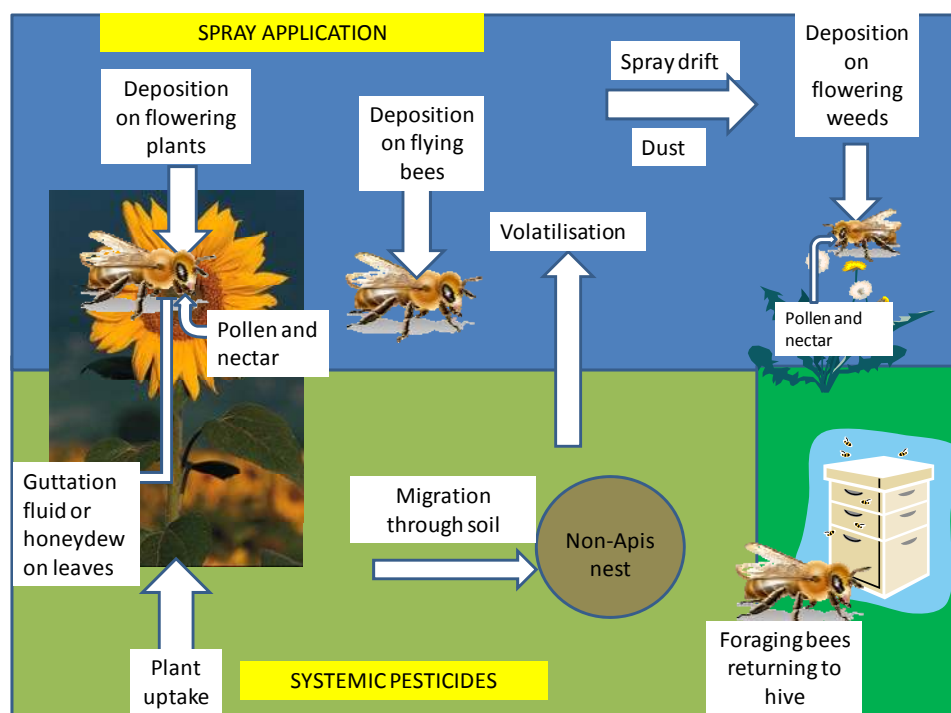 SPRAY APPLICATION
Deposition
on flowering
plants
Deposition
on flying
bees
Spray drift
Dust
Deposition
on
flowering
weeds
Volatilisation
Pollen and
nectar
Pollen and
nectar
Guttation
fluid or
honeydew
on leaves
Migration
through soil
Non-Apis
nest
Plant
uptake
SYSTEMIC PESTICIDES
Foraging bees
returning to
hive